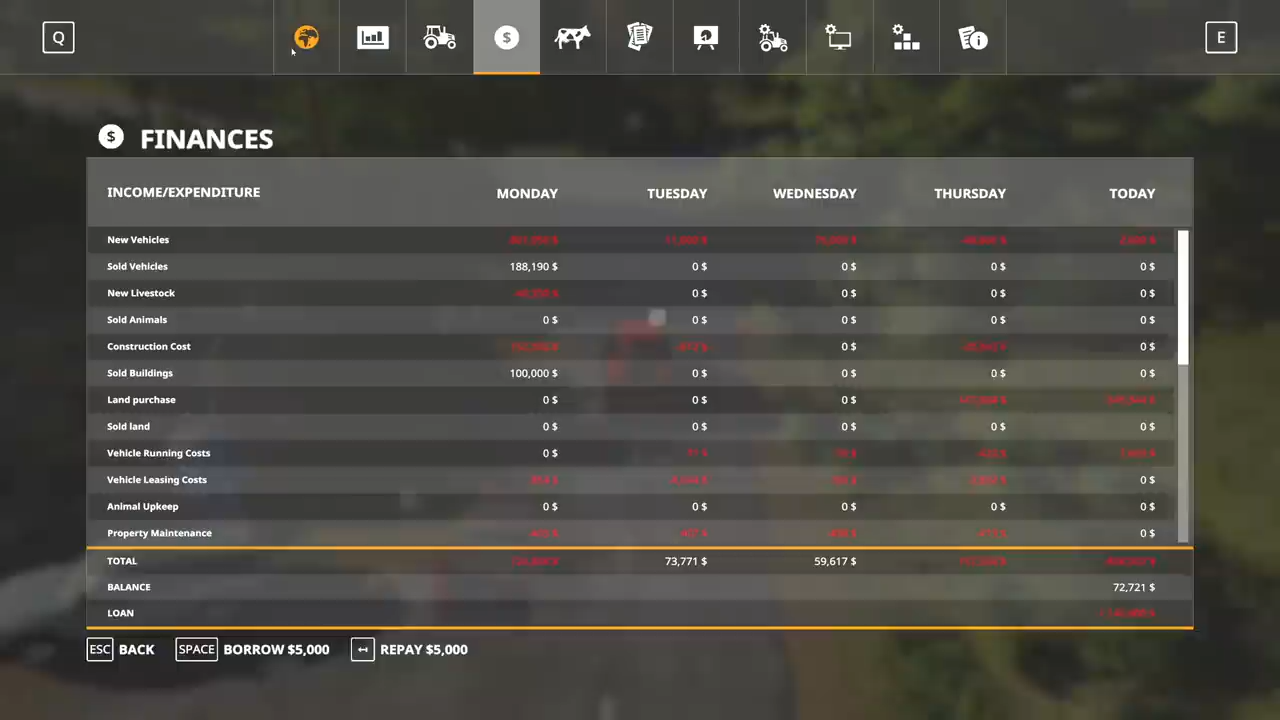 Q
$
E
$ FINANCES
INCOME/EXPENDITURE MONDAY TUESDAY WEDNESDAY THURSDAY TODAY
New Vehicles
Sold Vehicles 188,190 $ 0 $ 0 $ 0 $ 0 $
New Livestock 0 $ 0 $ 0 $ 0 $
Sold Animals 0 $ 0 $ 0 $ 0 $ 0 $
Construction Cost 0 $ 0 $
Sold Buildings 100,000 $ 0 $ 0 $ 0 $ 0 $
Land purchase 0 $ 0 $ 0 $
Sold land 0 $ 0 $ 0 $ 0 $ 0 $
Vehicle Running Costs 0 $
Vehicle Leasing Costs 0 $
Animal Upkeep 0 $ 0 $ 0 $ 0 $ 0 $
Property Maintenance 0 $
TOTAL 73,771 $ 59,617 $
BALANCE 72,721 $
LOAN
ESC BACK SPACE BORROW $5,000 ↔ REPAY $5,000